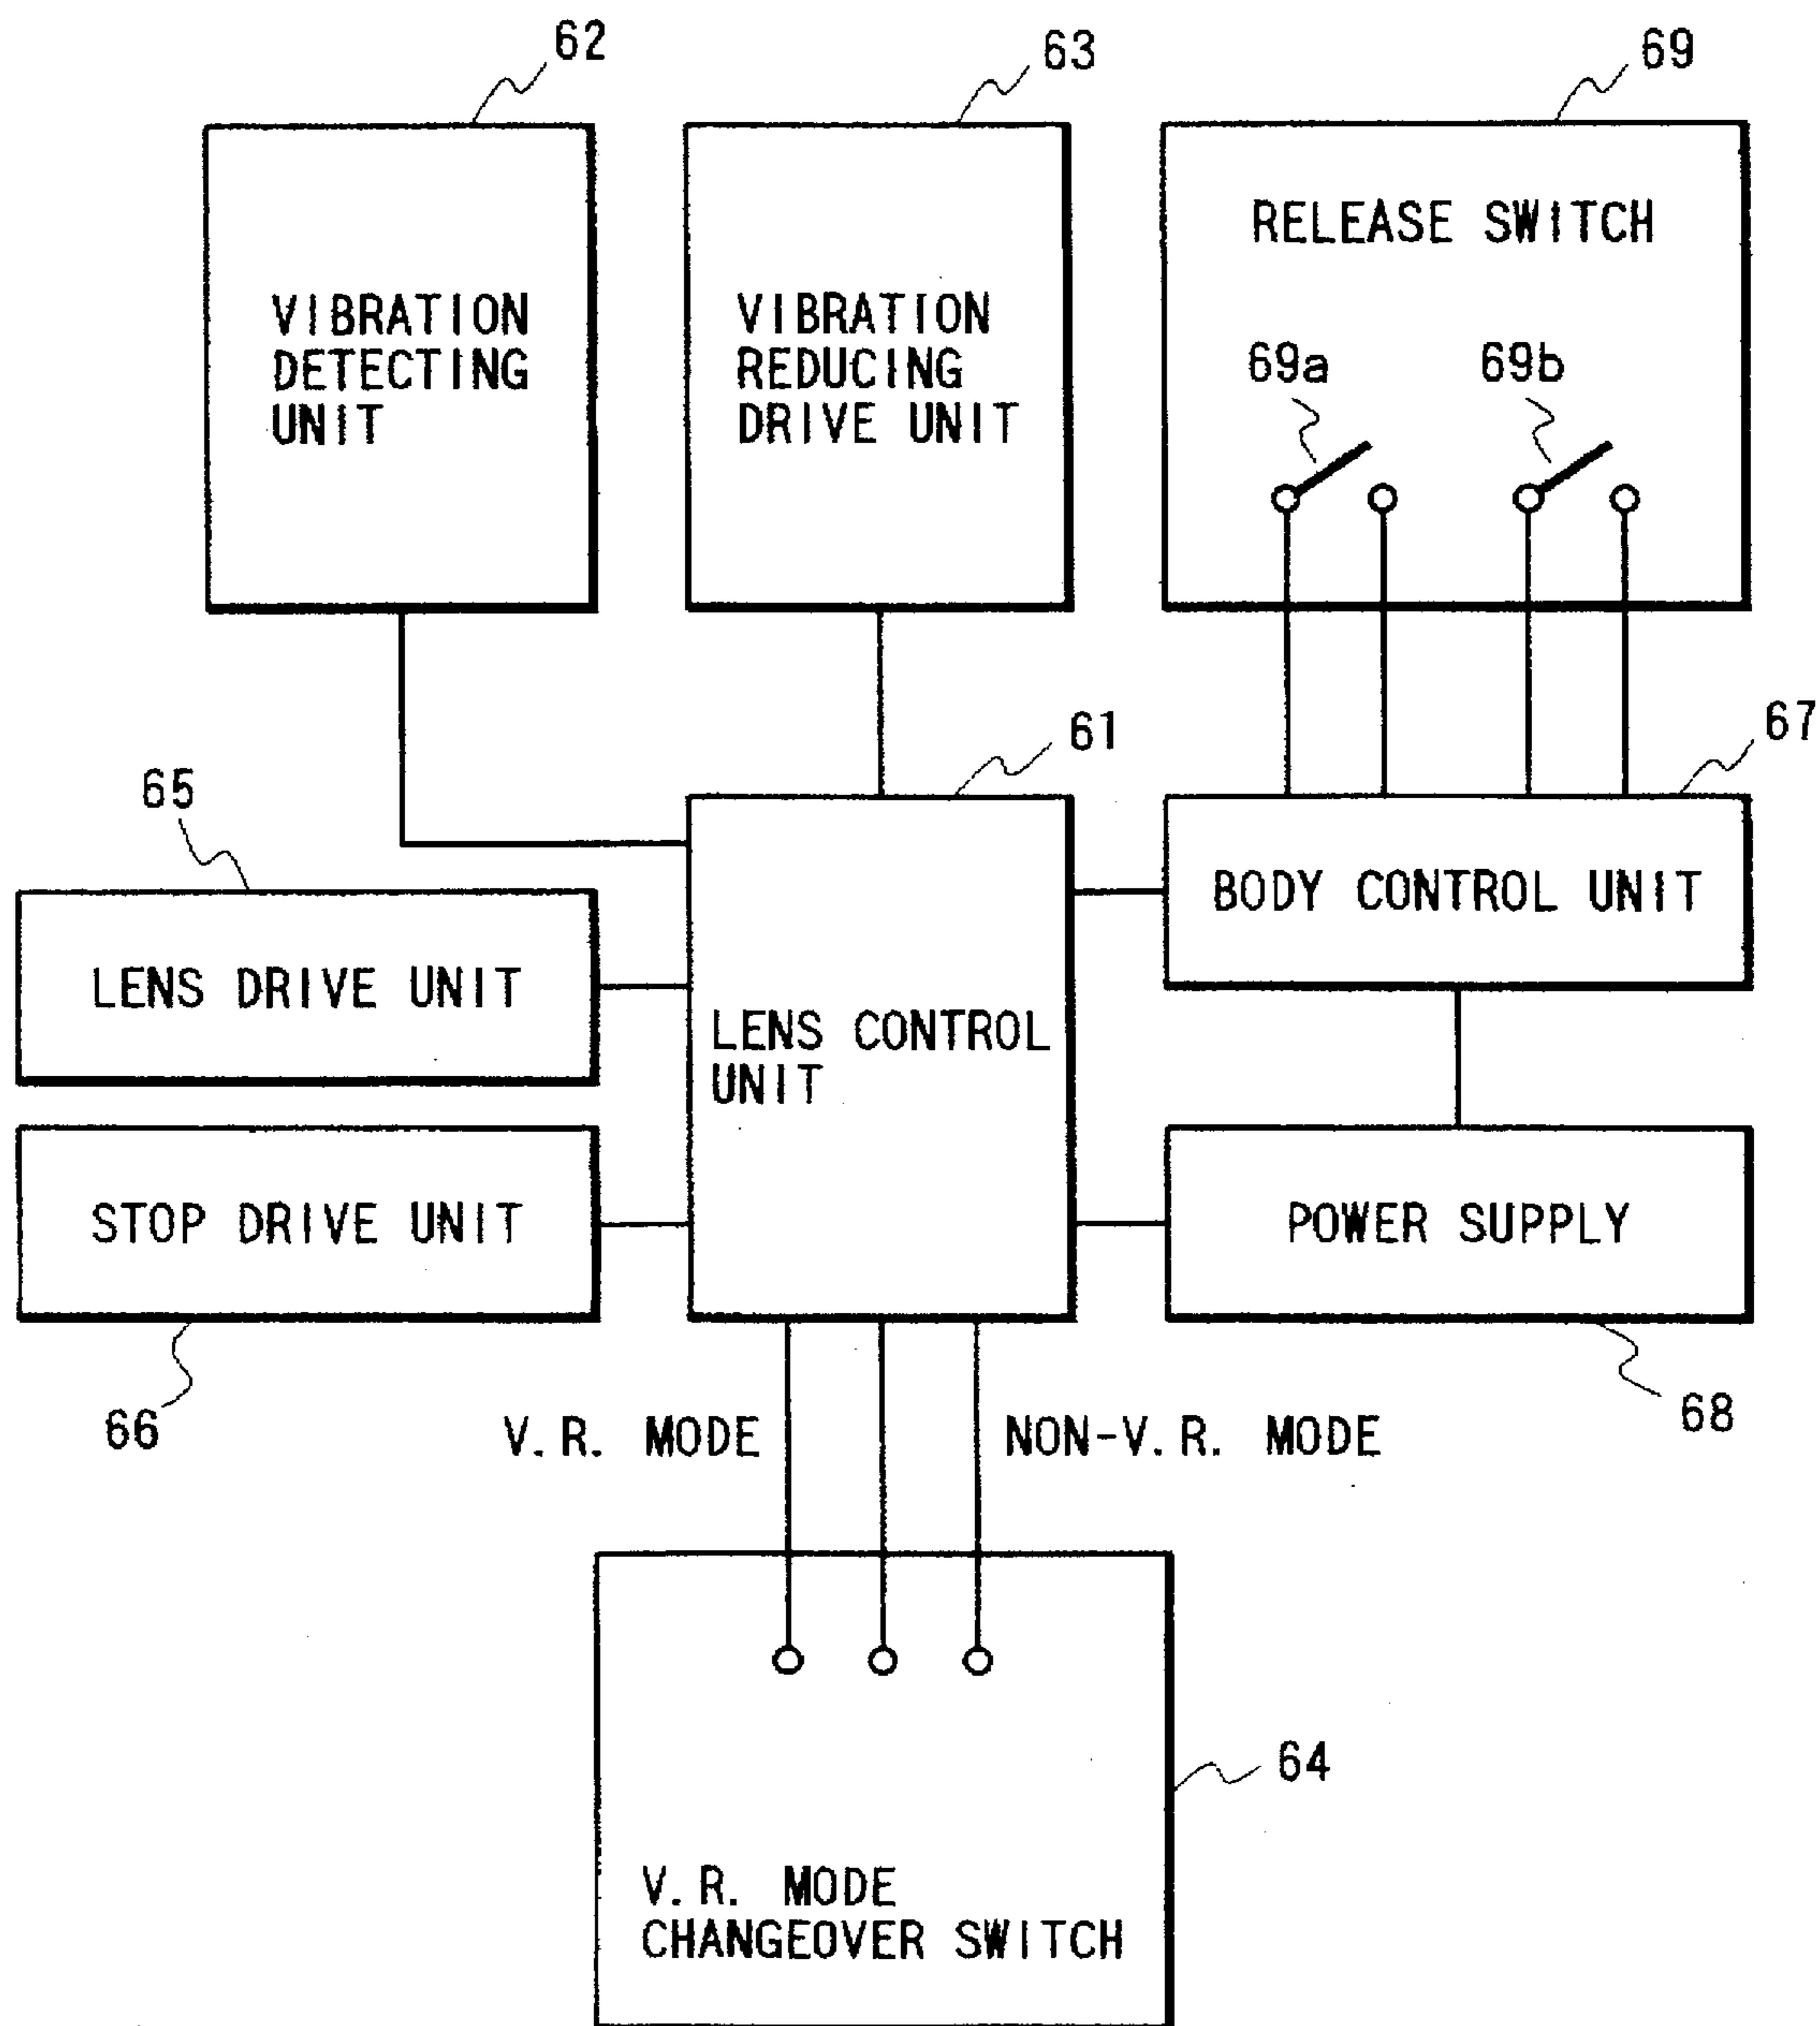 62
63
69
VIBRATION
DETECTING
UNIT
VIBRATION
REDUCING
DRIVE UNIT
RELEASE SWITCH
69a
69b
61
67
65
LENS DRIVE UNIT
LENS CONTROL
UNIT
BODY CONTROL UNIT
STOP DRIVE UNIT
POWER SUPPLY
66
68
V.R. MODE
NON-V.R. MODE
64
V.R. MODE
CHANGEOVER SWITCH